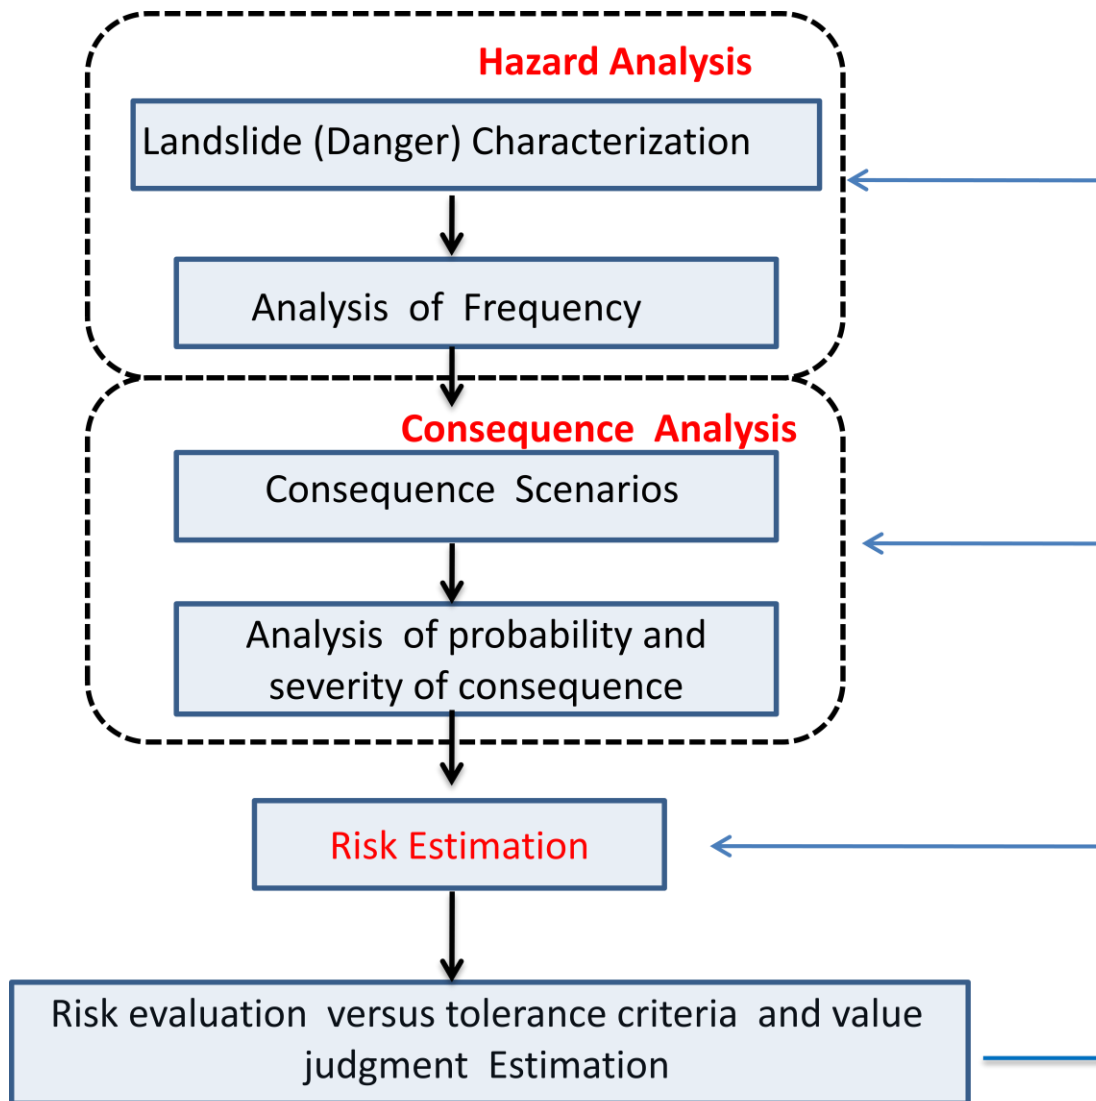 Hazard Analysis
Landslide (Danger) Characterization
Analysis of Frequency
Consequence Analysis
Consequence Scenarios
Analysis of probability and
severity of consequence
Risk Estimation
Risk evaluation versus tolerance criteria and value
judgment Estimation